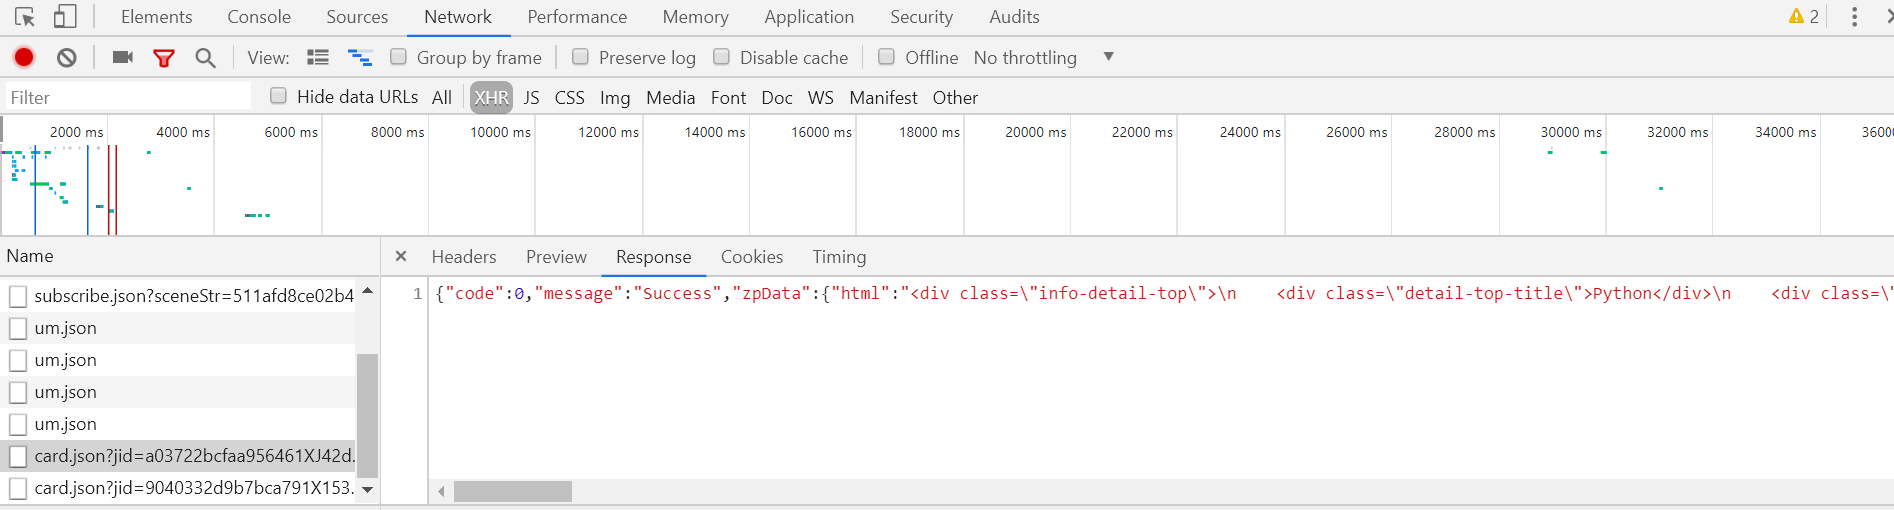 Elements Console Sources Network Performance Memory Application Security Audits 2
View: Group by frame Preserve log Disable cache Offline No throttling
Filter Hide data URLs All XHR JS CSS Img Media Font Doc WS Manifest Other
2000 ms 4000 ms 6000 ms 8000 ms 10000 ms 12000 ms 14000 ms 16000 ms 18000 ms 20000 ms 22000 ms 24000 ms 26000 ms 28000 ms 30000 ms 32000 ms 34000 ms 36000
Name Headers Preview Response Cookies Timing
subscribe.json?sceneStr=511afd8ce02b4
1 {"code":0,"message":"Success","zpData":{"html":"<div class=\"info-detail-top\">\n    <div class=\"detail-top-title\">Python</div>\n    <div class=\"
um.json
um.json
um.json
um.json
card.json?jid=a03722bcfaa956461XJ42d.
card.json?jid=9040332d9b7bca791X153.